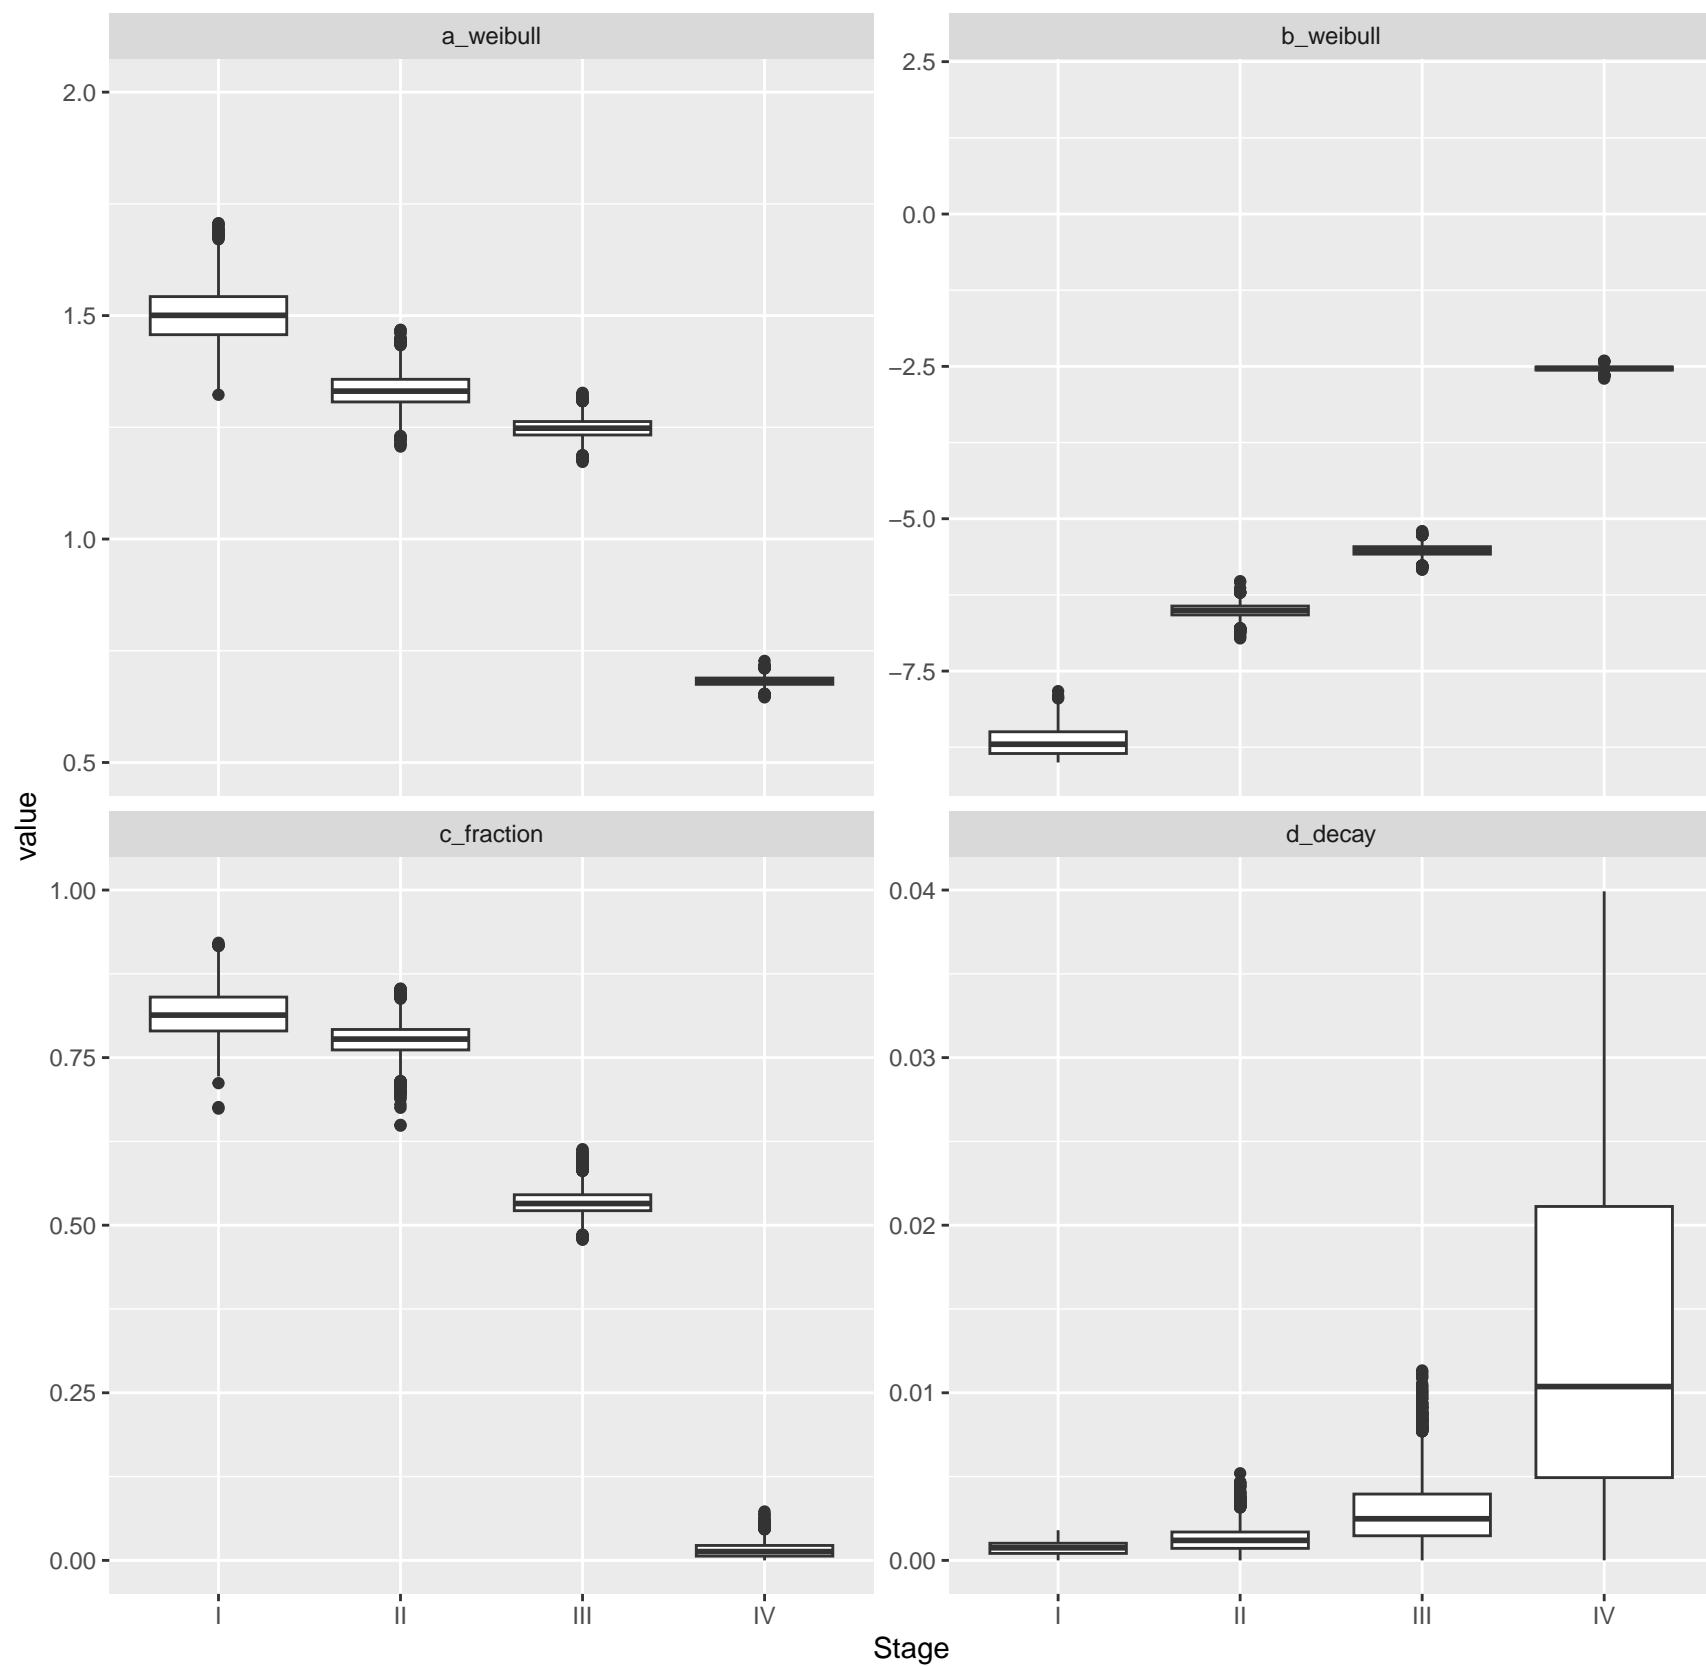 a_weibull
b_weibull
2.0
1.5
1.0
0.5
2.5
0.0
−2.5
−5.0
−7.5
value
c_fraction
d_decay
1.00
0.75
0.50
0.25
0.00
0.04
0.03
0.02
0.01
0.00
I II III IV
I II III IV
Stage